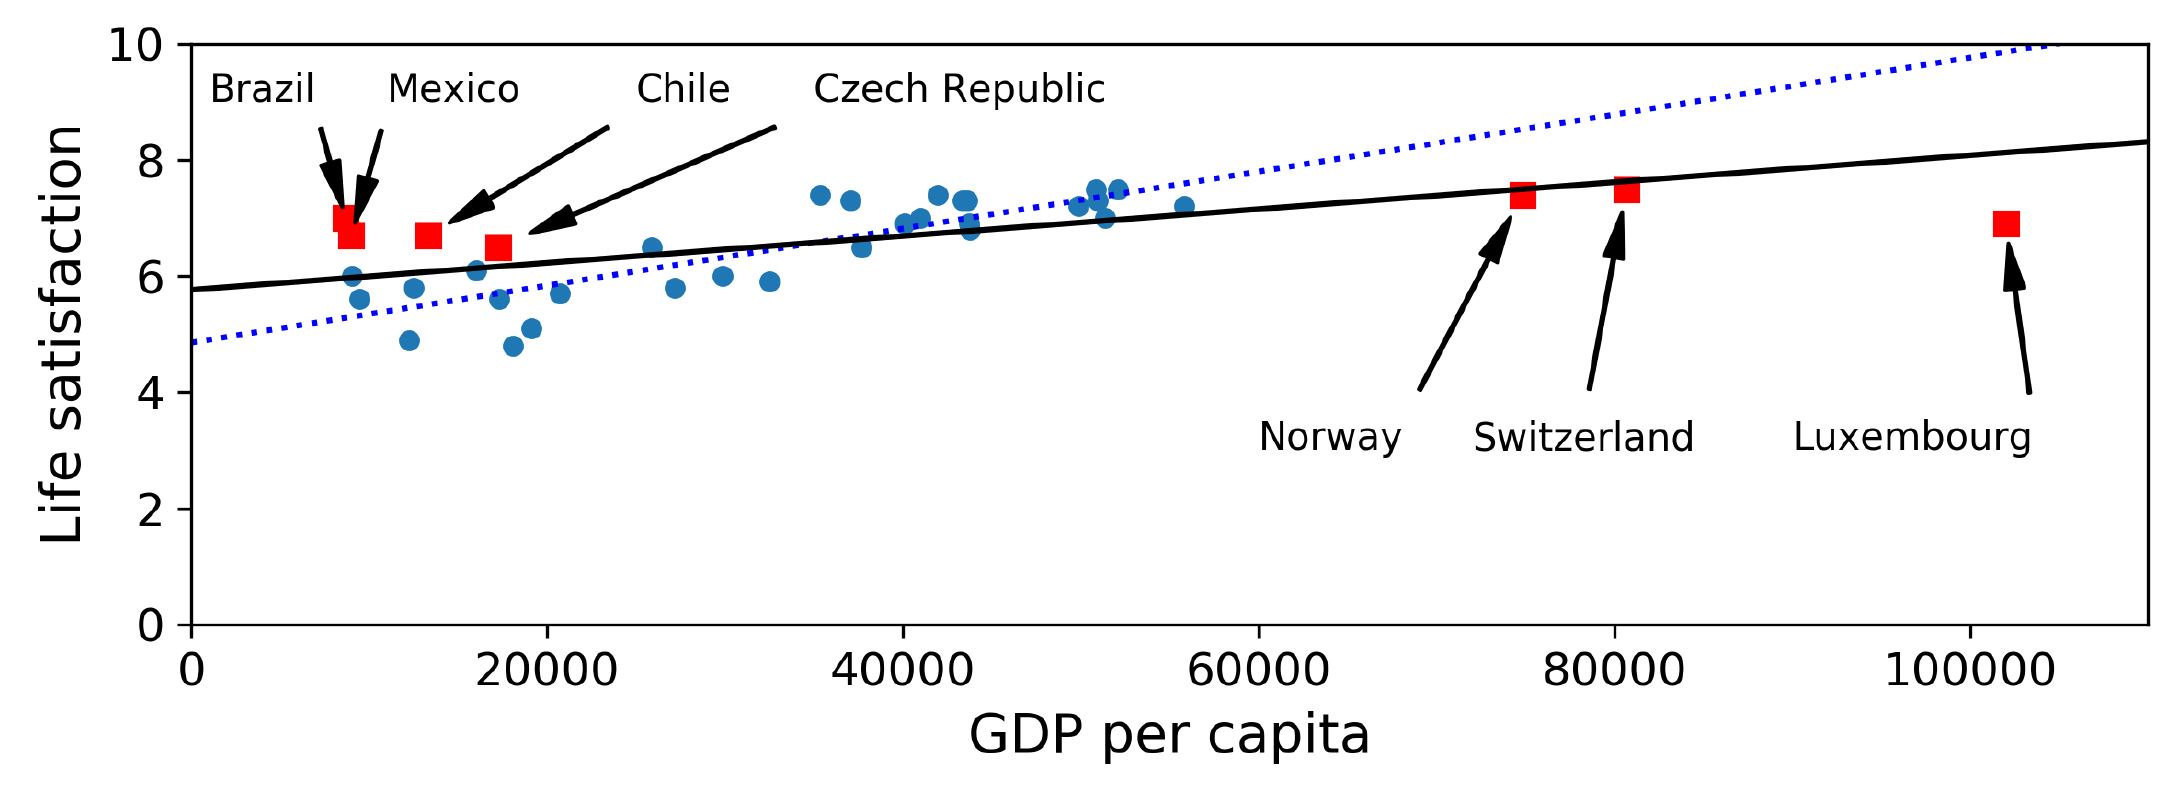 10
Brazil Mexico Chile Czech Republic
8
6
4
Norway Switzerland Luxembourg
2
0
0 20000 40000 60000 80000 100000
GDP per capita
Life satisfaction